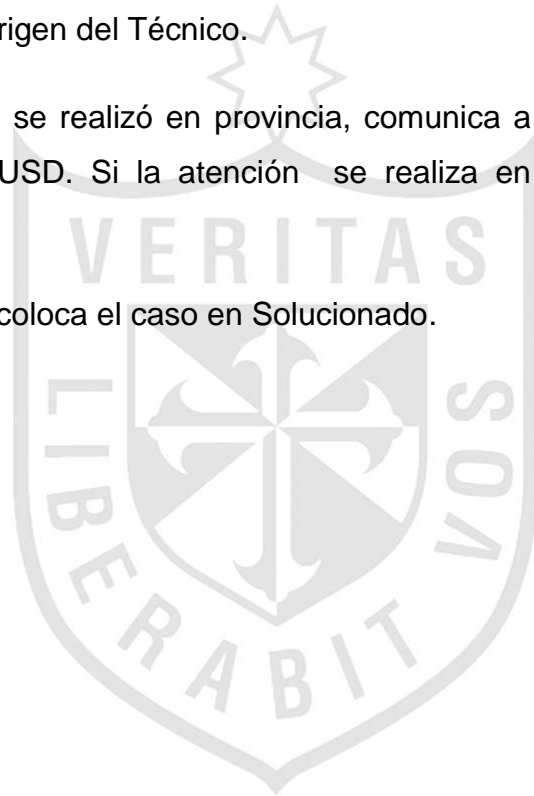 rigen del Técnico.
se realizó en provincia, comunica a
USD. Si la atención se realiza en
VERITAS
coloca el caso en Solucionado.
LIBERABIT
VOS